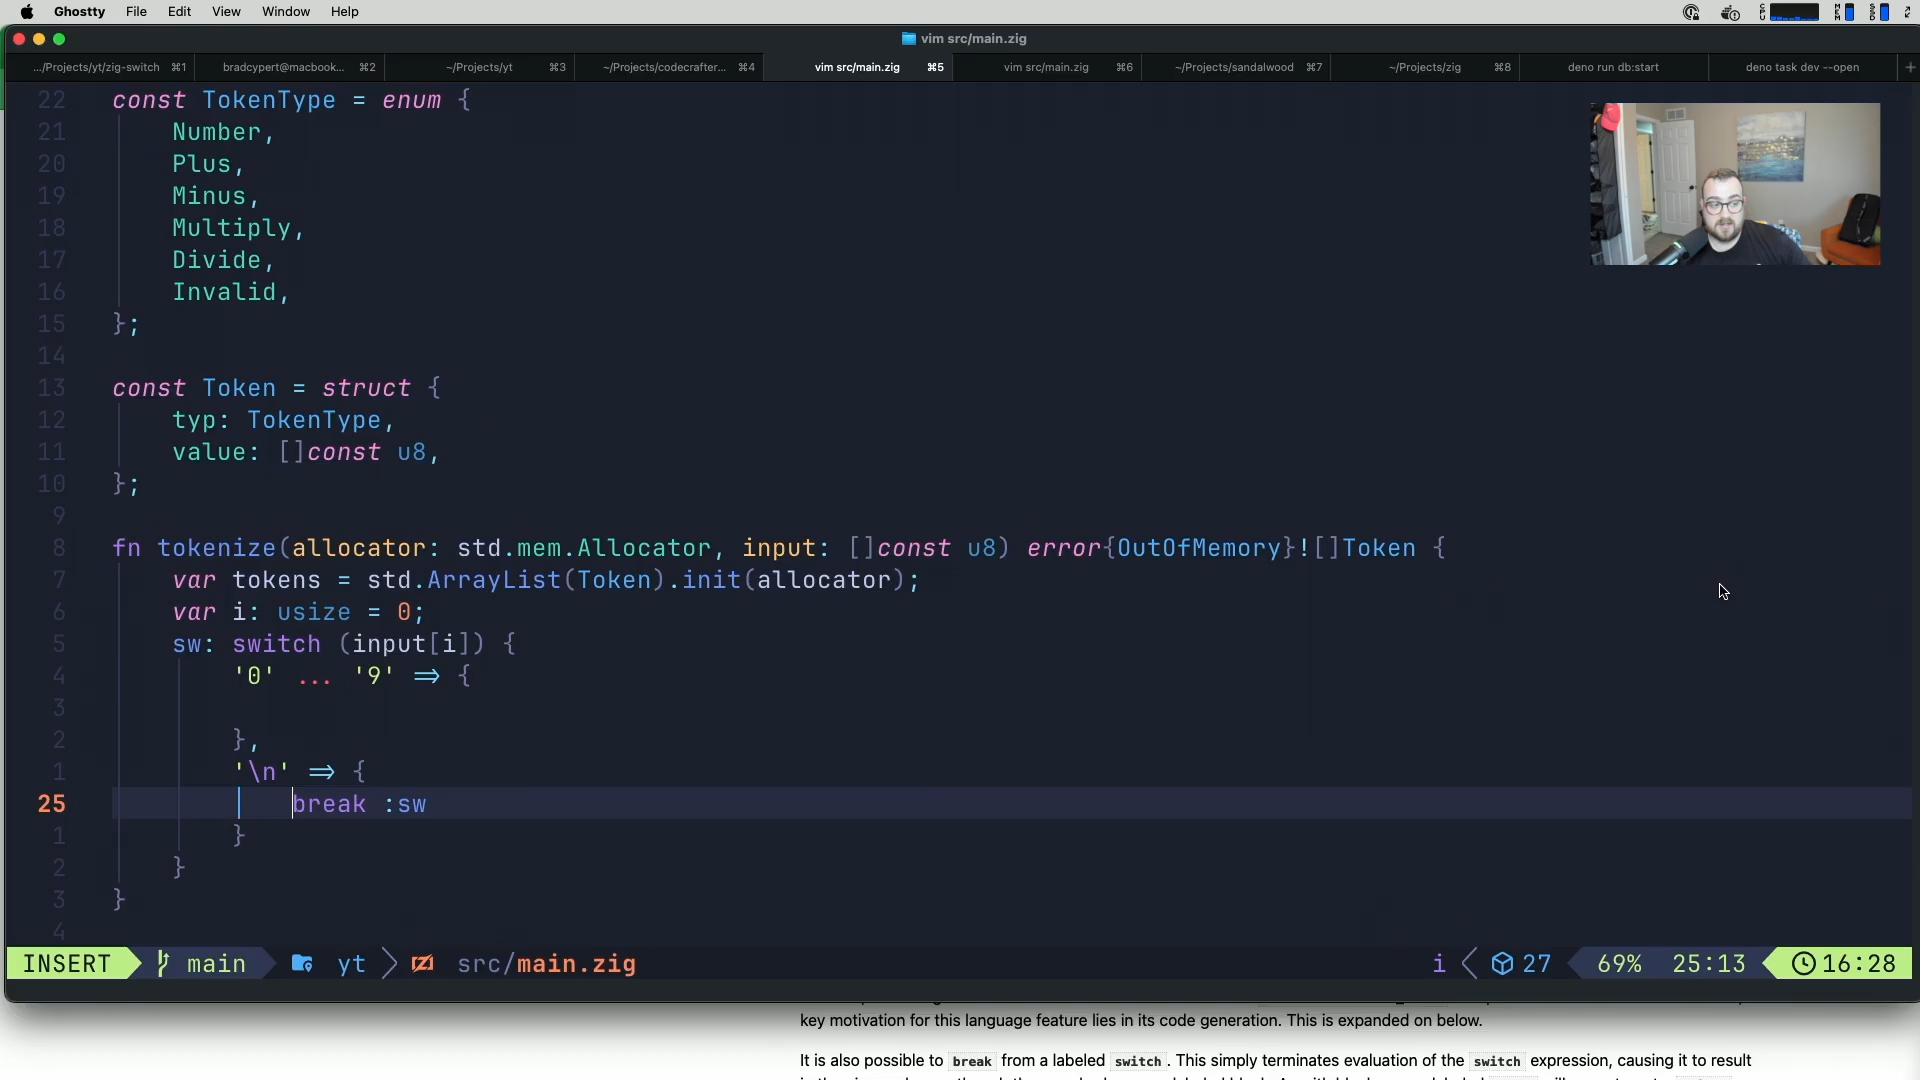 Ghostty File Edit View Window Help
vim src/main.zig
.../Projects/yt/zig-switch ⌘1 bradcypert@macbook... ⌘2 ~/Projects/yt ⌘3 ~/Projects/codecrafter... ⌘4 vim src/main.zig ⌘5 vim src/main.zig ⌘6 ~/Projects/sandalwood ⌘7 ~/Projects/zig ⌘8 deno run db:start deno task dev --open
22 const TokenType = enum {
21 Number,
20 Plus,
19 Minus,
18 Multiply,
17 Divide,
16 Invalid,
15 };
14
13 const Token = struct {
12 typ: TokenType,
11 value: []const u8,
10 };
9
8 fn tokenize(allocator: std.mem.Allocator, input: []const u8) error{OutOfMemory}![]Token {
7 var tokens = std.ArrayList(Token).init(allocator);
6 var i: usize = 0;
5 sw: switch (input[i]) {
4 '0' ... '9' => {
3
2 },
1 '\n' => {
25 break :sw
1 }
2 }
3 }
4
INSERT main yt src/main.zig i 27 69% 25:13 16:28
key motivation for this language feature lies in its code generation. This is expanded on below.
It is also possible to break from a labeled switch. This simply terminates evaluation of the switch expression, causing it to result